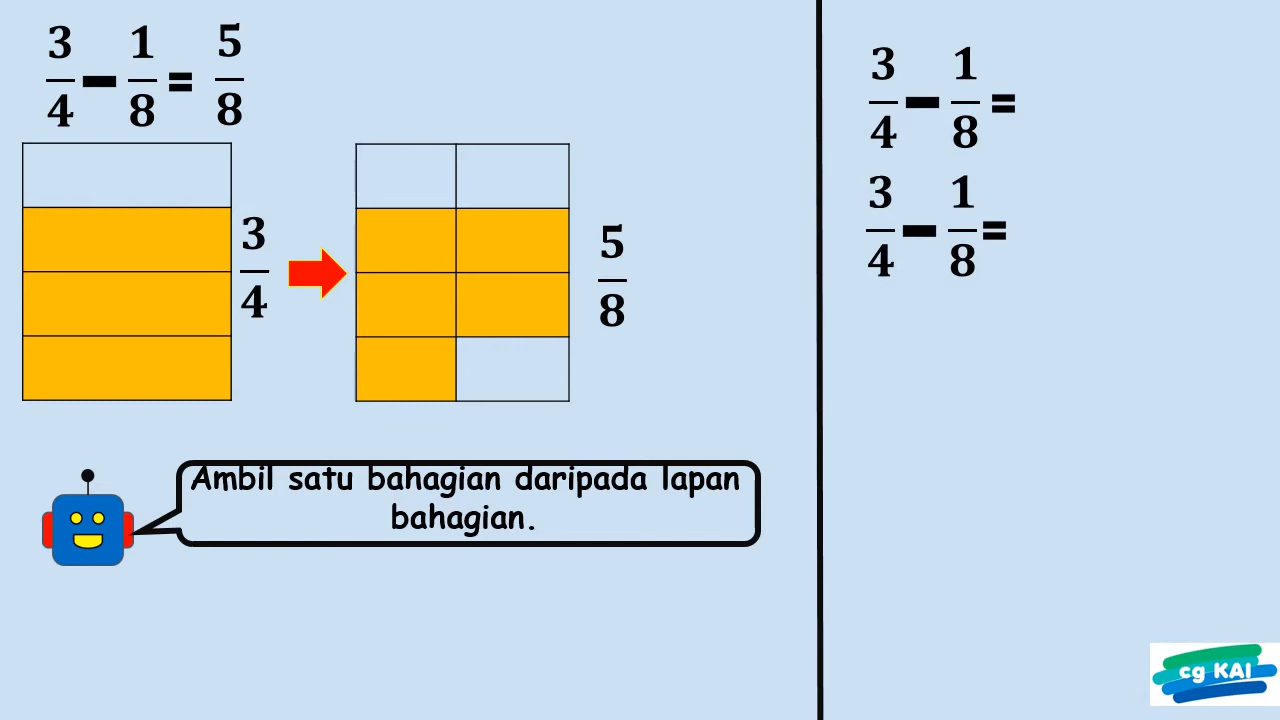 3/4 - 1/8 = 5/8
3/4
5/8
Ambil satu bahagian daripada lapan
bahagian.
3/4 - 1/8 =
3/4 - 1/8 =
cg KAI